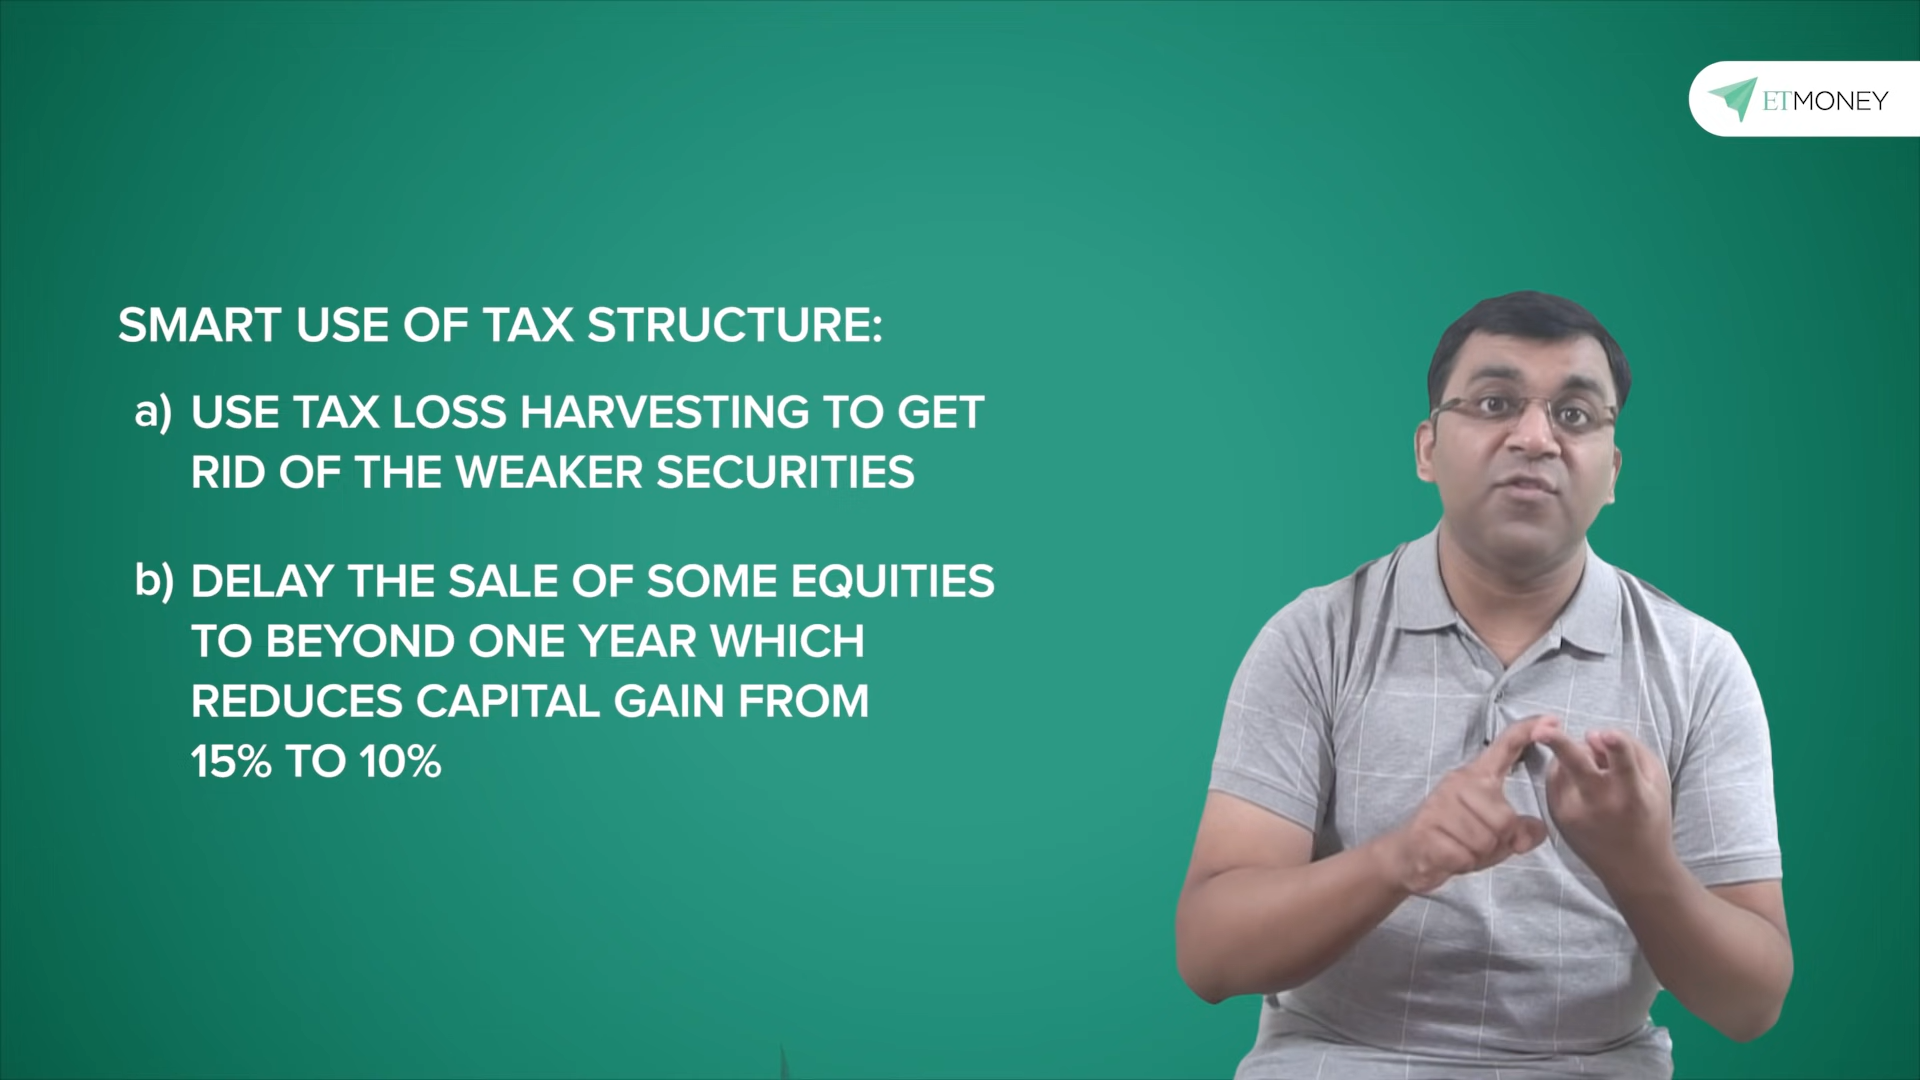 ETMONEY
SMART USE OF TAX STRUCTURE:
a) USE TAX LOSS HARVESTING TO GET
RID OF THE WEAKER SECURITIES
b) DELAY THE SALE OF SOME EQUITIES
TO BEYOND ONE YEAR WHICH
REDUCES CAPITAL GAIN FROM
15% TO 10%